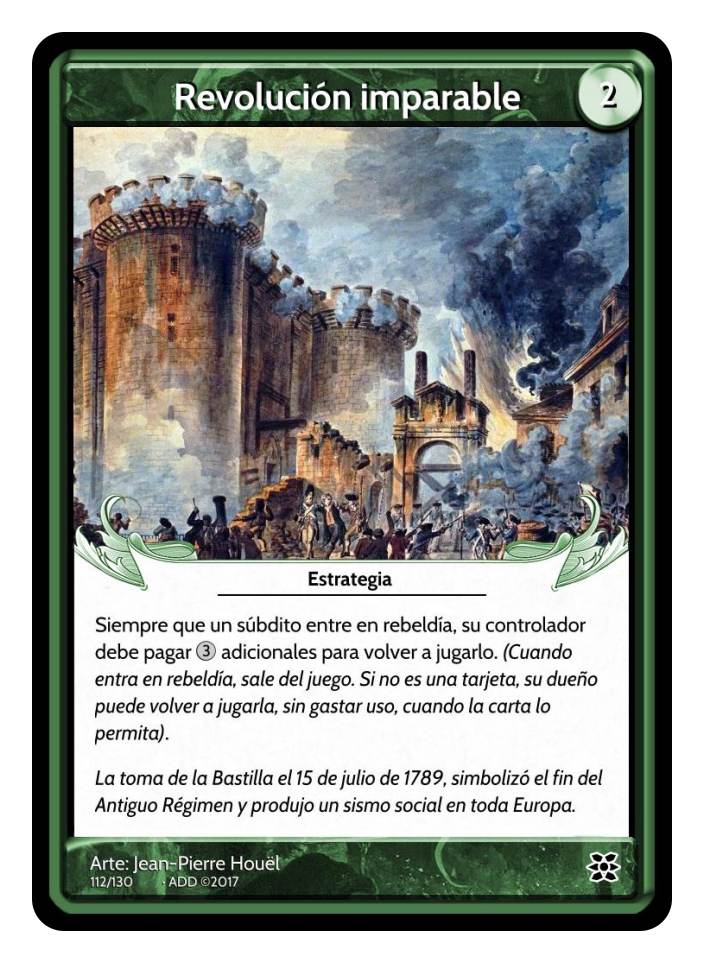 Revolución imparable
2
Estrategia
Siempre que un súbdito entre en rebeldía, su controlador
debe pagar 3 adicionales para volver a jugarlo. (Cuando
entra en rebeldía, sale del juego. Si no es una tarjeta, su dueño
puede volver a jugarla, sin gastar uso, cuando la carta lo
permita).
La toma de la Bastilla el 15 de julio de 1789, simbolizó el fin del
Antiguo Régimen y produjo un sismo social en toda Europa.
Arte: Jean-Pierre Houël
112/130 · ADD ©2017